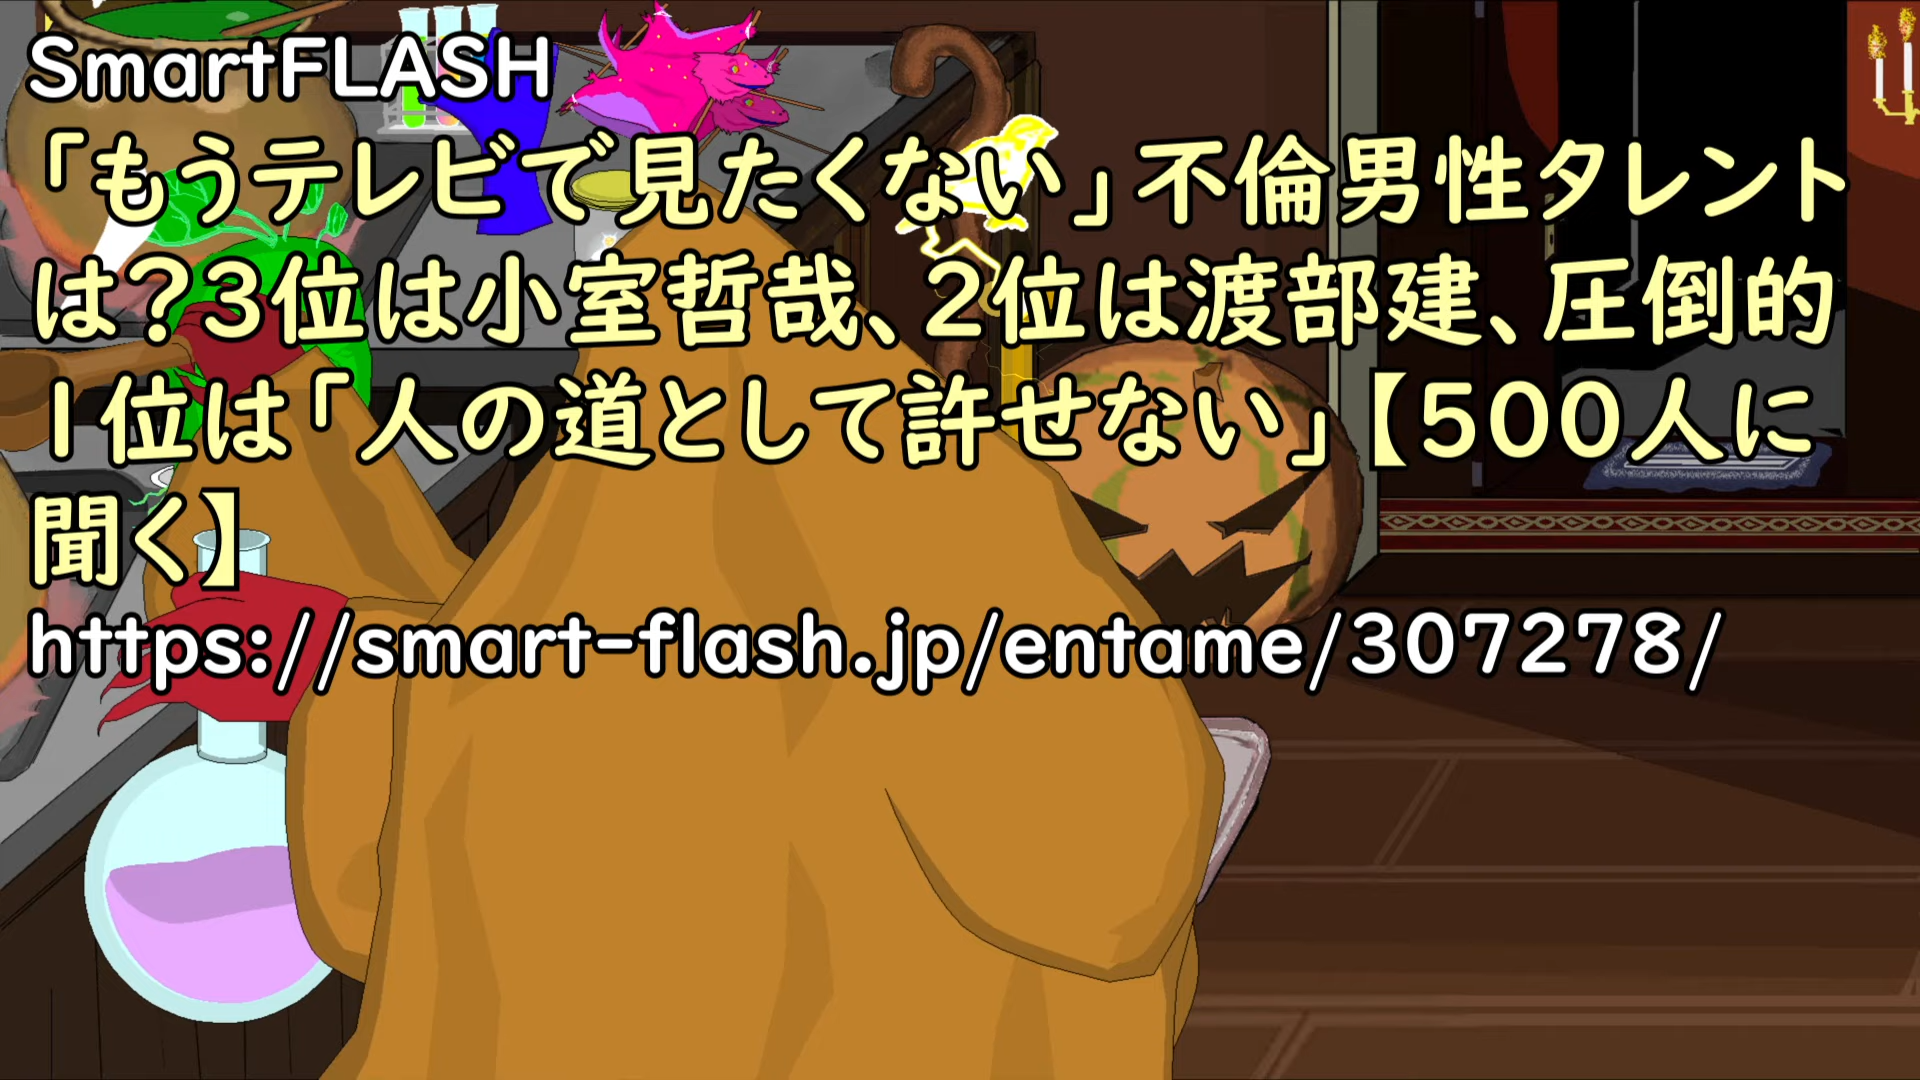 SmartFLASH
「もうテレビで見たくない」不倫男性タレント
は？３位は小室哲哉、２位は渡部建、圧倒的
１位は「人の道として許せない」【５００人に
聞く】
https://smart-flash.jp/entame/307278/